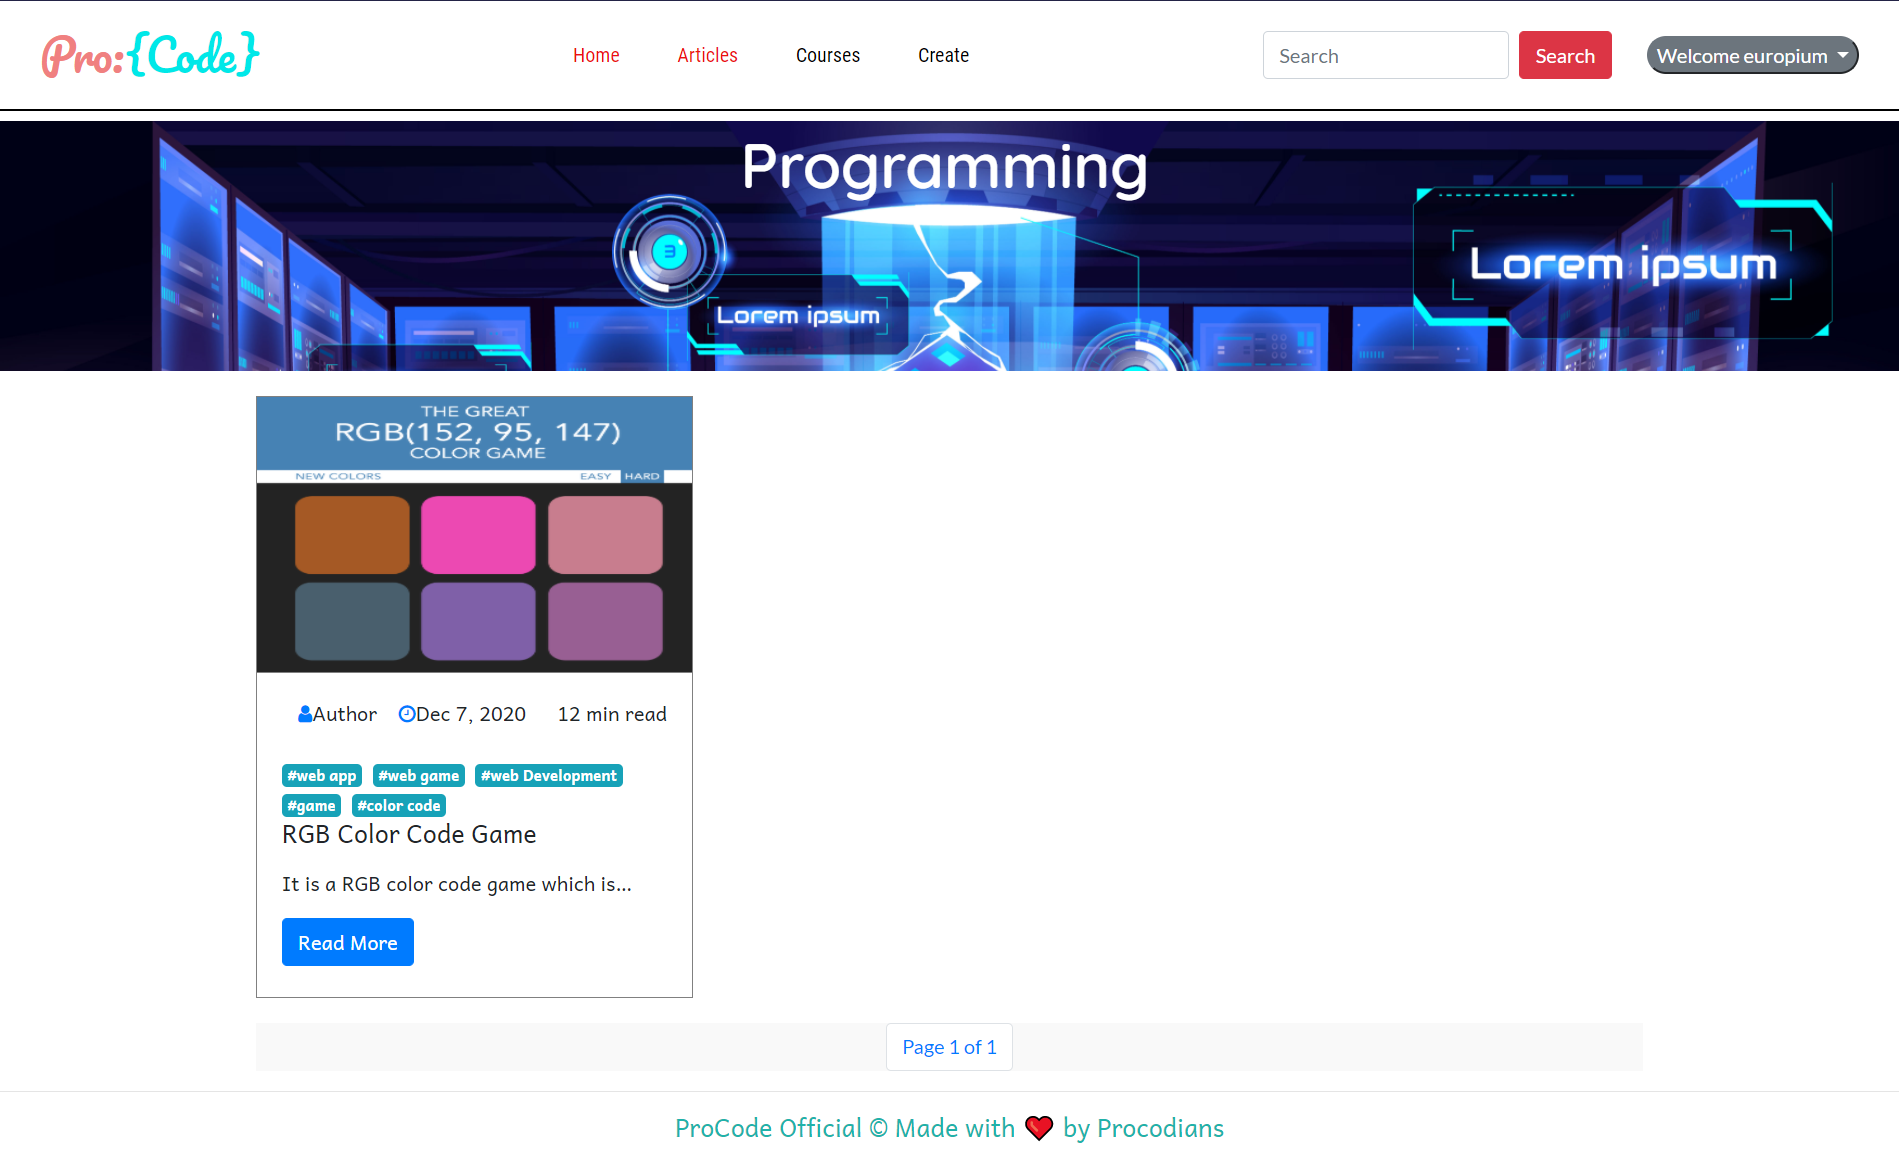 Pro:{Code}
Home Articles Courses Create
Search Search Welcome europium
Programming
3
Lorem ipsum
Lorem ipsum
THE GREAT
RGB(152, 95, 147)
COLOR GAME
NEW COLORS EASY HARD
Author Dec 7, 2020 12 min read
#web app #web game #web Development
#game #color code
RGB Color Code Game
It is a RGB color code game which is...
Read More
Page 1 of 1
ProCode Official © Made with ❤ by Procodians